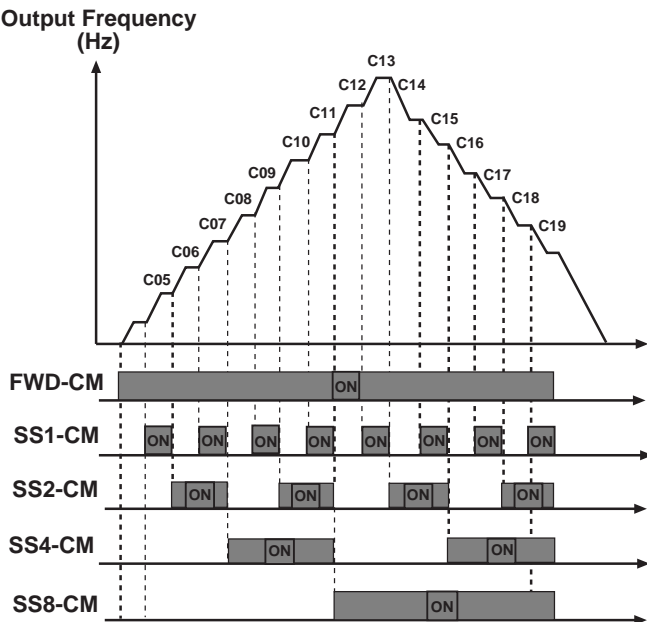 Output Frequency
(Hz)
C13
C12
C14
C11
C15
C10
C16
C09
C17
C08
C18
C07
C19
C06
C05
FWD-CM
ON
SS1-CM
ON ON ON ON ON ON ON ON
SS2-CM
ON ON ON ON
SS4-CM
ON ON
SS8-CM
ON